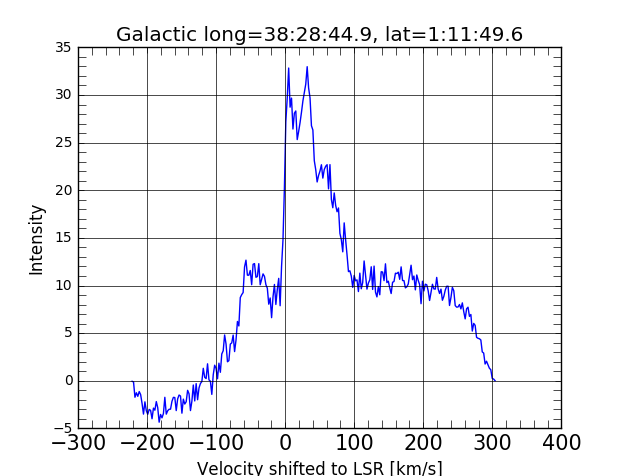 Galactic long=38:28:44.9, lat=1:11:49.6
35
30
25
20
15
10
5
0
−5
Intensity
−300 −200 −100 0 100 200 300 400
Velocity shifted to LSR [km/s]